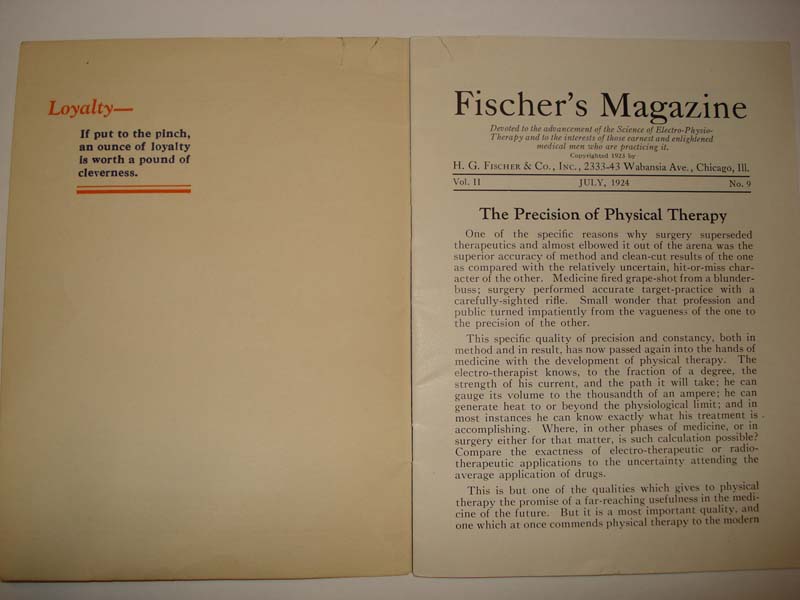 Loyalty—
If put to the pinch,
an ounce of loyalty
is worth a pound of
cleverness.
Fischer's Magazine
Devoted to the advancement of the Science of Electro-Physio-
Therapy and to the interests of those earnest and enlightened
medical men who are practicing it.
Copyrighted 1923 by
H. G. FISCHER & CO., INC., 2333-43 Wabansia Ave., Chicago, Ill.
Vol. II JULY, 1924 No. 9
The Precision of Physical Therapy
One of the specific reasons why surgery superseded
therapeutics and almost elbowed it out of the arena was the
superior accuracy of method and clean-cut results of the one
as compared with the relatively uncertain, hit-or-miss char-
acter of the other. Medicine fired grape-shot from a blunder-
buss; surgery performed accurate target-practice with a
carefully-sighted rifle. Small wonder that profession and
public turned impatiently from the vagueness of the one to
the precision of the other.
This specific quality of precision and constancy, both in
method and in result, has now passed again into the hands of
medicine with the development of physical therapy. The
electro-therapist knows, to the fraction of a degree, the
strength of his current, and the path it will take; he can
gauge its volume to the thousandth of an ampere; he can
generate heat to or beyond the physiological limit; and in
most instances he can know exactly what his treatment is
accomplishing. Where, in other phases of medicine, or in
surgery either for that matter, is such calculation possible?
Compare the exactness of electro-therapeutic or radio-
therapeutic applications to the uncertainty attending the
average application of drugs.
This is but one of the qualities which gives to physical
therapy the promise of a far-reaching usefulness in the medi-
cine of the future. But it is a most important quality, and
one which at once commends physical therapy to the modern